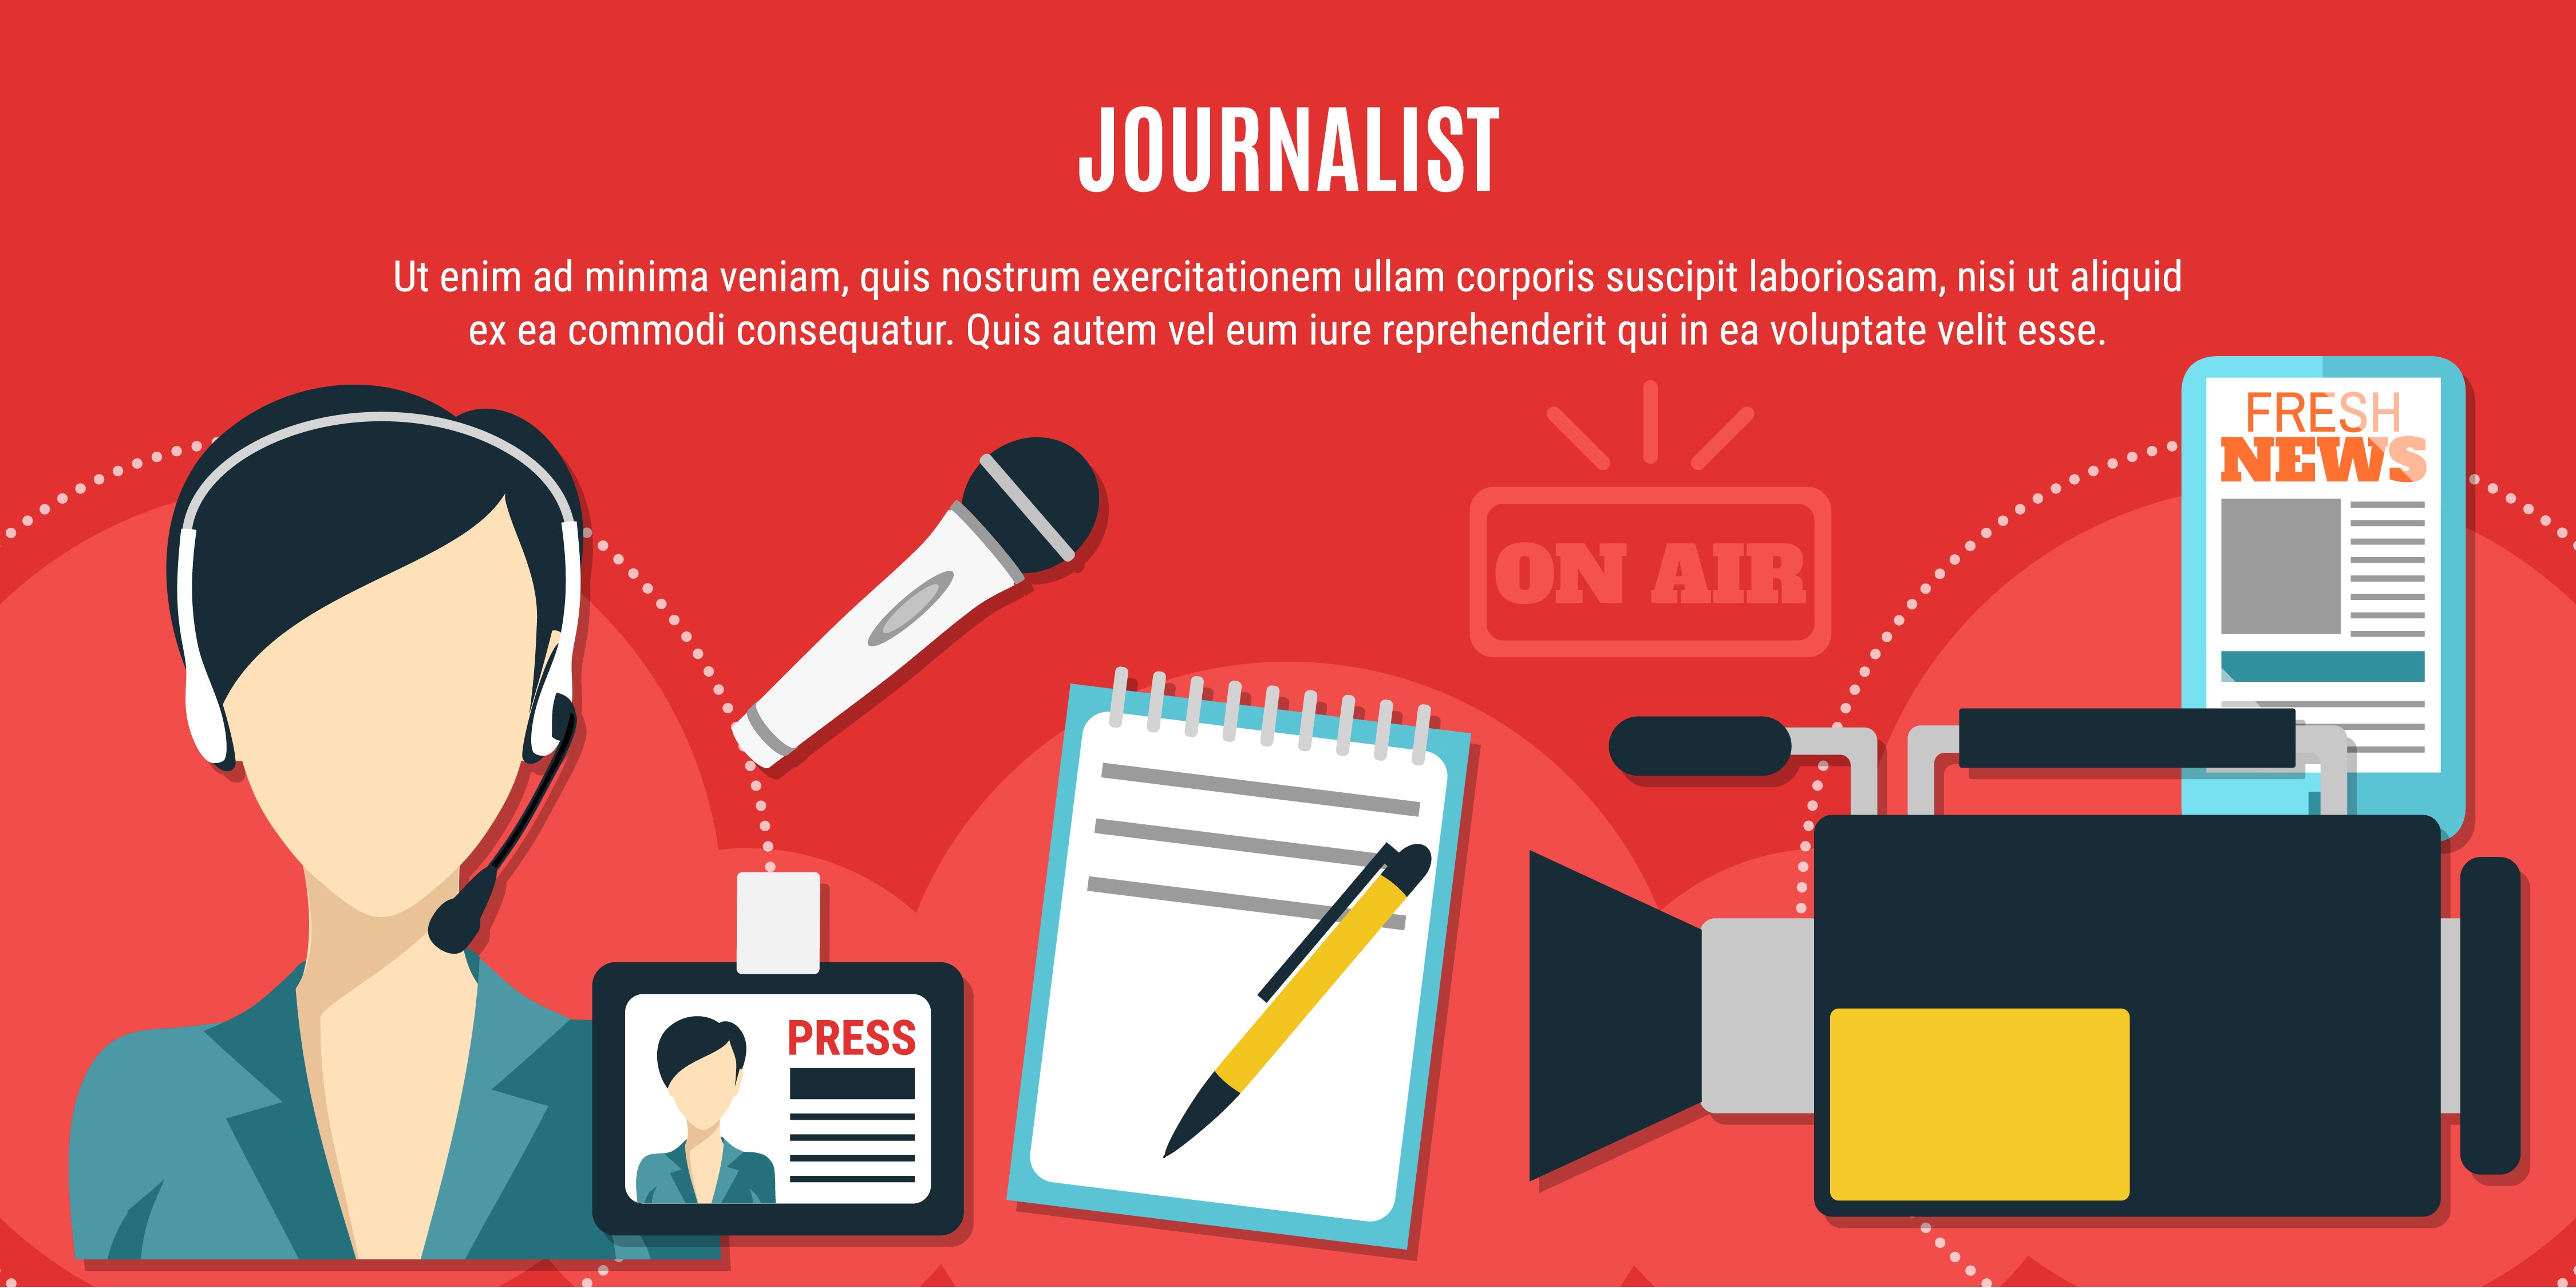 JOURNALIST
Ut enim ad minima veniam, quis nostrum exercitationem ullam corporis suscipit laboriosam, nisi ut aliquid
ex ea commodi consequatur. Quis autem vel eum iure reprehenderit qui in ea voluptate velit esse.
FRESH
NEWS
ON AIR
PRESS